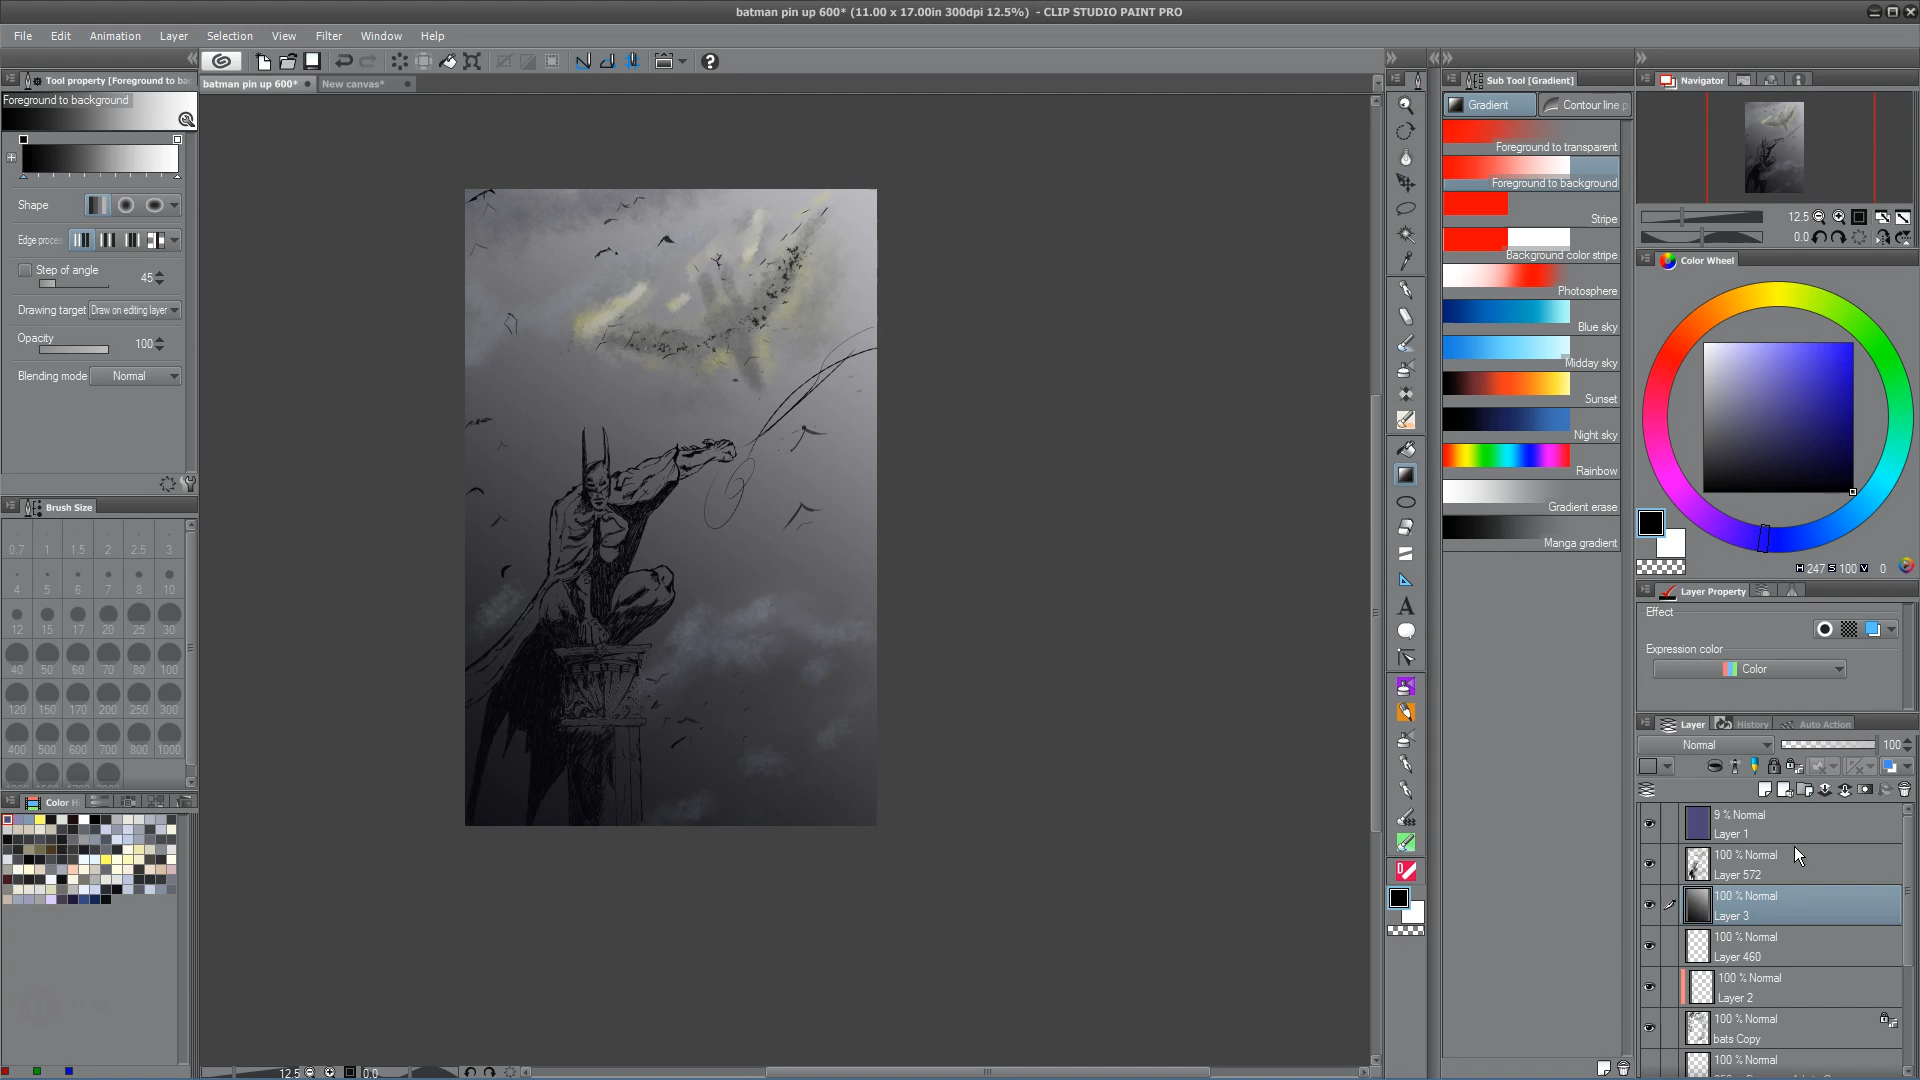 batman pin up 600* (11.00 x 17.00in 300dpi 12.5%) - CLIP STUDIO PAINT PRO
File Edit Animation Layer Selection View Filter Window Help
Tool property [Foreground to ba
batman pin up 600* New canvas*
Sub Tool [Gradient]
Navigator
Foreground to background
Gradient Contour line p
Foreground to transparent
Foreground to background
Stripe
Background color stripe
Photosphere
Blue sky
Midday sky
Sunset
Night sky
Rainbow
Gradient erase
Manga gradient
Shape
Edge proces
Step of angle 45
Drawing target Draw on editing layer
Opacity 100
Blending mode Normal
Brush Size
0.7 1 1.5 2 2.5 3
4 5 6 7 8 10
12 15 17 20 25 30
40 50 60 70 80 100
120 150 170 200 250 300
400 500 600 700 800 1000
Color H
12.5 0.0
12.5
0.0
Color Wheel
H 247 S 100 V 0
Layer Property
Effect
Expression color
Color
Layer History Auto Action
Normal 100
9 % Normal
Layer 1
100 % Normal
Layer 572
100 % Normal
Layer 3
100 % Normal
Layer 460
100 % Normal
Layer 2
100 % Normal
bats Copy
100 % Normal